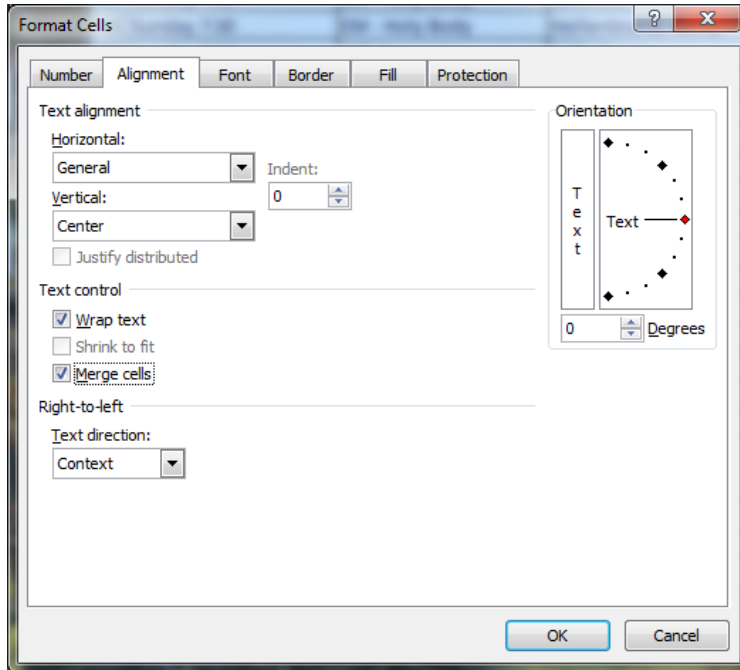 Format Cells
Number Alignment Font Border Fill Protection
Text alignment
Horizontal:
General
Indent:
0
Vertical:
Center
Justify distributed
Text control
Wrap text
Shrink to fit
Merge cells
Right-to-left
Text direction:
Context
Orientation
Text
Text
0 Degrees
OK Cancel